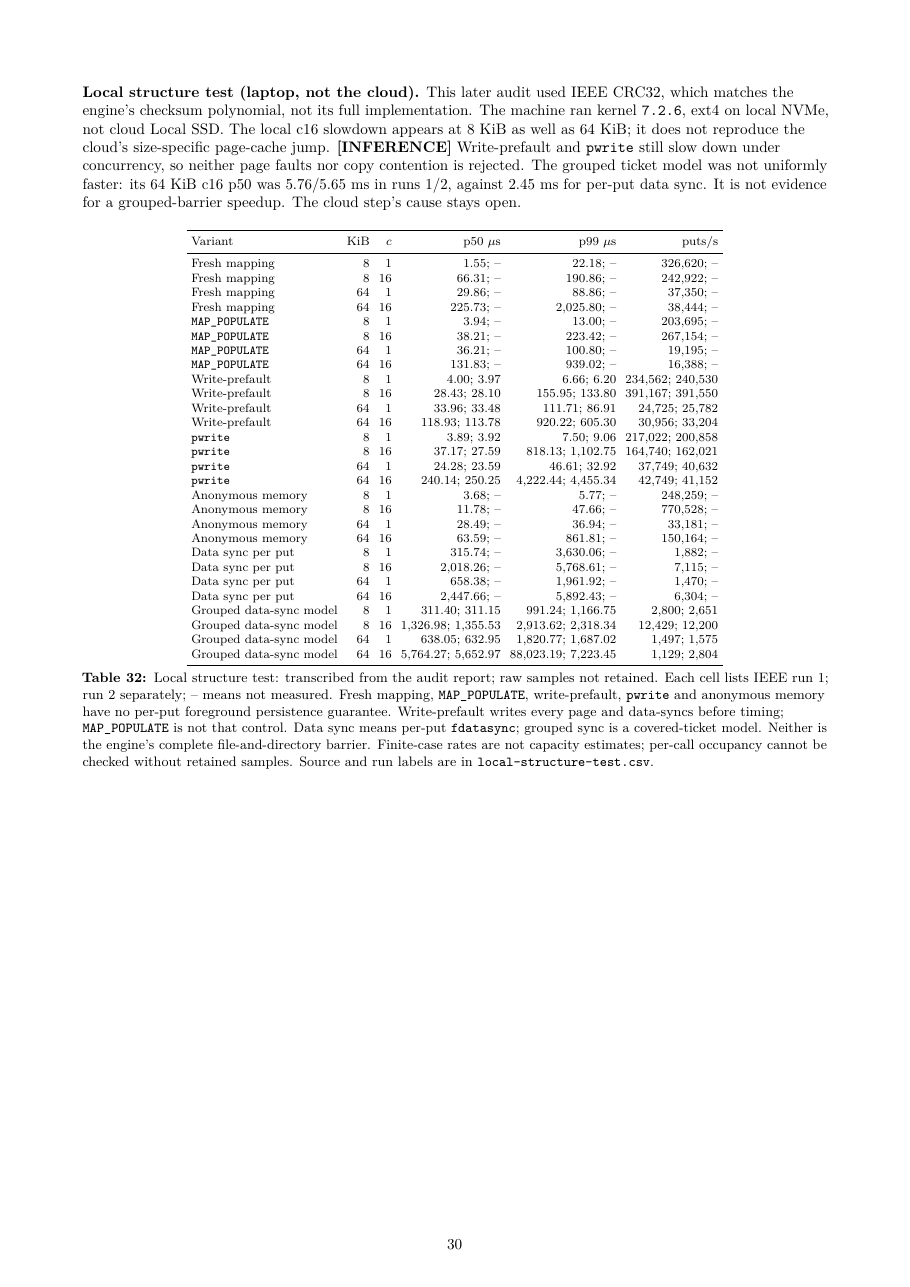 Local structure test (laptop, not the cloud). This later audit used IEEE CRC32, which matches the
engine's checksum polynomial, not its full implementation. The machine ran kernel 7.2.6, ext4 on local NVMe,
not cloud Local SSD. The local c16 slowdown appears at 8 KiB as well as 64 KiB; it does not reproduce the
cloud's size-specific page-cache jump. [INFERENCE] Write-prefault and pwrite still slow down under
concurrency, so neither page faults nor copy contention is rejected. The grouped ticket model was not uniformly
faster: its 64 KiB c16 p50 was 5.76/5.65 ms in runs 1/2, against 2.45 ms for per-put data sync. It is not evidence
for a grouped-barrier speedup. The cloud step's cause stays open.
Variant KiB c p50 μs p99 μs puts/s
Fresh mapping 8 1 1.55; – 22.18; – 326,620; –
Fresh mapping 8 16 66.31; – 190.86; – 242,922; –
Fresh mapping 64 1 29.86; – 88.86; – 37,350; –
Fresh mapping 64 16 225.73; – 2,025.80; – 38,444; –
MAP_POPULATE 8 1 3.94; – 13.00; – 203,695; –
MAP_POPULATE 8 16 38.21; – 223.42; – 267,154; –
MAP_POPULATE 64 1 36.21; – 100.80; – 19,195; –
MAP_POPULATE 64 16 131.83; – 939.02; – 16,388; –
Write-prefault 8 1 4.00; 3.97 6.66; 6.20 234,562; 240,530
Write-prefault 8 16 28.43; 28.10 155.95; 133.80 391,167; 391,550
Write-prefault 64 1 33.96; 33.48 111.71; 86.91 24,725; 25,782
Write-prefault 64 16 118.93; 113.78 920.22; 605.30 30,956; 33,204
pwrite 8 1 3.89; 3.92 7.50; 9.06 217,022; 200,858
pwrite 8 16 37.17; 27.59 818.13; 1,102.75 164,740; 162,021
pwrite 64 1 24.28; 23.59 46.61; 32.92 37,749; 40,632
pwrite 64 16 240.14; 250.25 4,222.44; 4,455.34 42,749; 41,152
Anonymous memory 8 1 3.68; – 5.77; – 248,259; –
Anonymous memory 8 16 11.78; – 47.66; – 770,528; –
Anonymous memory 64 1 28.49; – 36.94; – 33,181; –
Anonymous memory 64 16 63.59; – 861.81; – 150,164; –
Data sync per put 8 1 315.74; – 3,630.06; – 1,882; –
Data sync per put 8 16 2,018.26; – 5,768.61; – 7,115; –
Data sync per put 64 1 658.38; – 1,961.92; – 1,470; –
Data sync per put 64 16 2,447.66; – 5,892.43; – 6,304; –
Grouped data-sync model 8 1 311.40; 311.15 991.24; 1,166.75 2,800; 2,651
Grouped data-sync model 8 16 1,326.98; 1,355.53 2,913.62; 2,318.34 12,429; 12,200
Grouped data-sync model 64 1 638.05; 632.95 1,820.77; 1,687.02 1,497; 1,575
Grouped data-sync model 64 16 5,764.27; 5,652.97 88,023.19; 7,223.45 1,129; 2,804
Table 32: Local structure test: transcribed from the audit report; raw samples not retained. Each cell lists IEEE run 1;
run 2 separately; – means not measured. Fresh mapping, MAP_POPULATE, write-prefault, pwrite and anonymous memory
have no per-put foreground persistence guarantee. Write-prefault writes every page and data-syncs before timing;
MAP_POPULATE is not that control. Data sync means per-put fdatasync; grouped sync is a covered-ticket model. Neither is
the engine's complete file-and-directory barrier. Finite-case rates are not capacity estimates; per-call occupancy cannot be
checked without retained samples. Source and run labels are in local-structure-test.csv.
30